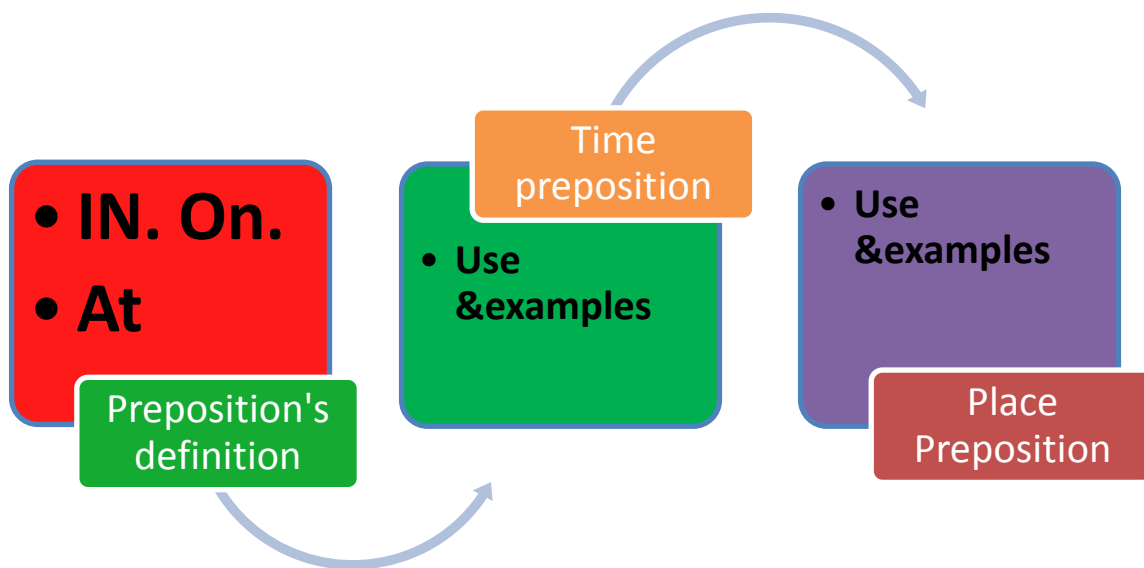 • IN. On.
• At
Preposition's
definition
Time
preposition
• Use
&examples
• Use
&examples
Place
Preposition